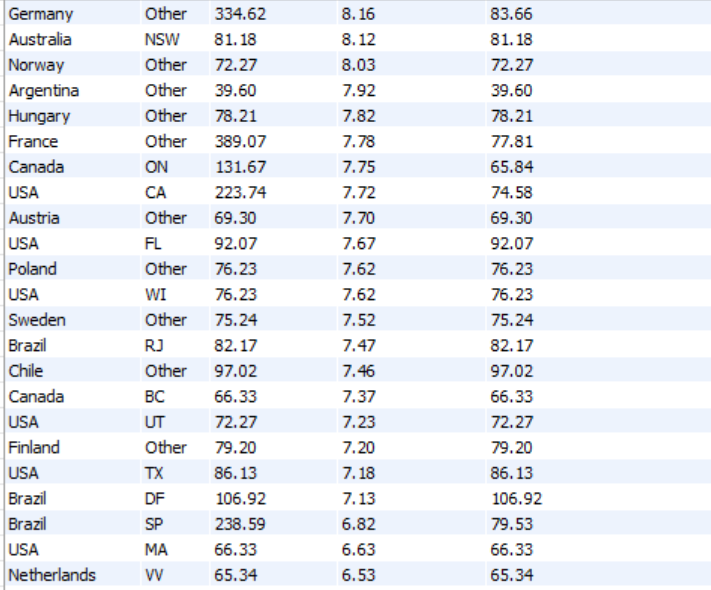 Germany Other 334.62 8.16 83.66
Australia NSW 81.18 8.12 81.18
Norway Other 72.27 8.03 72.27
Argentina Other 39.60 7.92 39.60
Hungary Other 78.21 7.82 78.21
France Other 389.07 7.78 77.81
Canada ON 131.67 7.75 65.84
USA CA 223.74 7.72 74.58
Austria Other 69.30 7.70 69.30
USA FL 92.07 7.67 92.07
Poland Other 76.23 7.62 76.23
USA WI 76.23 7.62 76.23
Sweden Other 75.24 7.52 75.24
Brazil RJ 82.17 7.47 82.17
Chile Other 97.02 7.46 97.02
Canada BC 66.33 7.37 66.33
USA UT 72.27 7.23 72.27
Finland Other 79.20 7.20 79.20
USA TX 86.13 7.18 86.13
Brazil DF 106.92 7.13 106.92
Brazil SP 238.59 6.82 79.53
USA MA 66.33 6.63 66.33
Netherlands VV 65.34 6.53 65.34